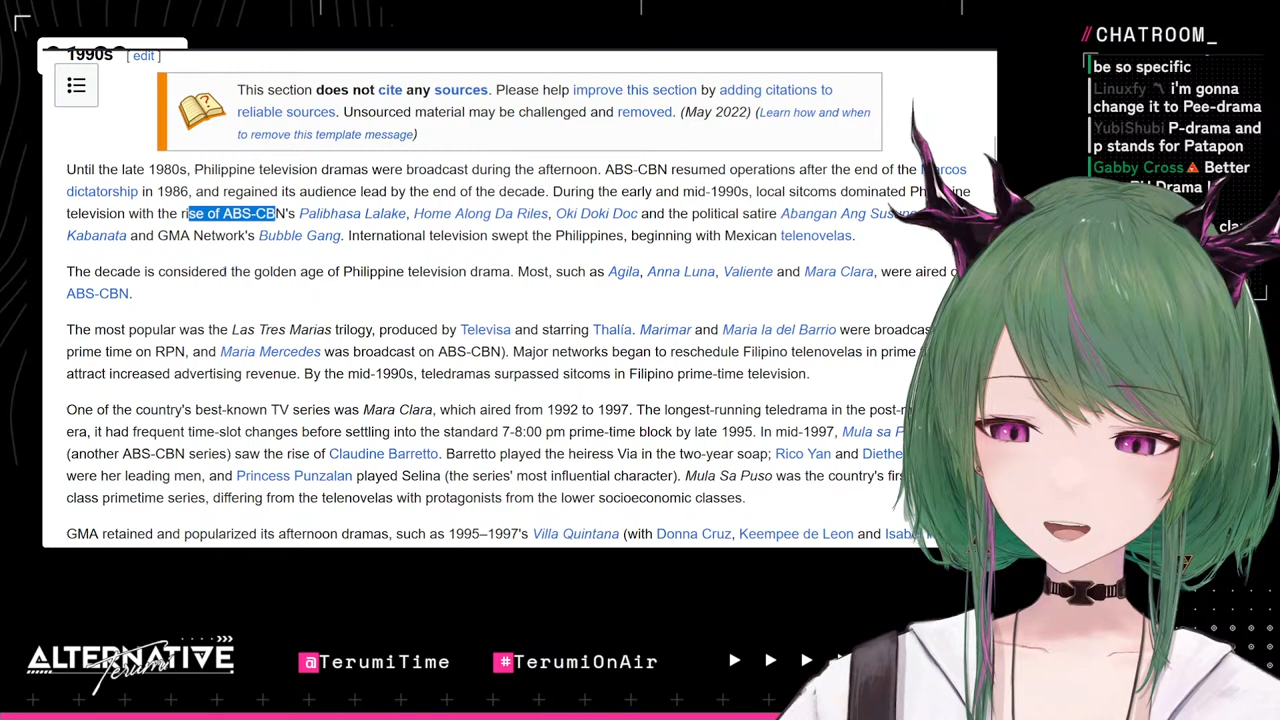 1990s [ edit ]
This section does not cite any sources. Please help improve this section by adding citations to
reliable sources. Unsourced material may be challenged and removed. (May 2022) (Learn how and when
to remove this template message)
Until the late 1980s, Philippine television dramas were broadcast during the afternoon. ABS-CBN resumed operations after the end of the Marcos
dictatorship in 1986, and regained its audience lead by the end of the decade. During the early and mid-1990s, local sitcoms dominated Philippine
television with the rise of ABS-CBN's Palibhasa Lalake, Home Along Da Riles, Oki Doki Doc and the political satire Abangan Ang
Kabanata and GMA Network's Bubble Gang. International television swept the Philippines, beginning with Mexican telenovelas.
The decade is considered the golden age of Philippine television drama. Most, such as Agila, Anna Luna, Valiente and Mara Clara, were aired
ABS-CBN.
The most popular was the Las Tres Marias trilogy, produced by Televisa and starring Thalía. Marimar and Maria la del Barrio were
prime time on RPN, and Maria Mercedes was broadcast on ABS-CBN). Major networks began to reschedule Filipino telenovelas in prime
attract increased advertising revenue. By the mid-1990s, teledramas surpassed sitcoms in Filipino prime-time television.
One of the country's best-known TV series was Mara Clara, which aired from 1992 to 1997. The longest-running teledrama in the
era, it had frequent time-slot changes before settling into the standard 7-8:00 pm prime-time block by late 1995. In mid-1997, Mula sa
(another ABS-CBN series) saw the rise of Claudine Barretto. Barretto played the heiress Via in the two-year soap; Rico Yan and
were her leading men, and Princess Punzalan played Selina (the series' most influential character). Mula Sa Puso was the country's
class primetime series, differing from the telenovelas with protagonists from the lower socioeconomic classes.
GMA retained and popularized its afternoon dramas, such as 1995–1997's Villa Quintana (with Donna Cruz, Keempee de Leon and
//CHATROOM_
be so specific
Linuxfy i'm gonna
change it to Pee-drama
YubiShubi P-drama and
p stands for Patapon
Gabby Cross Better
Drama
ALTERNATIVE
Terumi
@TerumiTime #TerumiOnAir